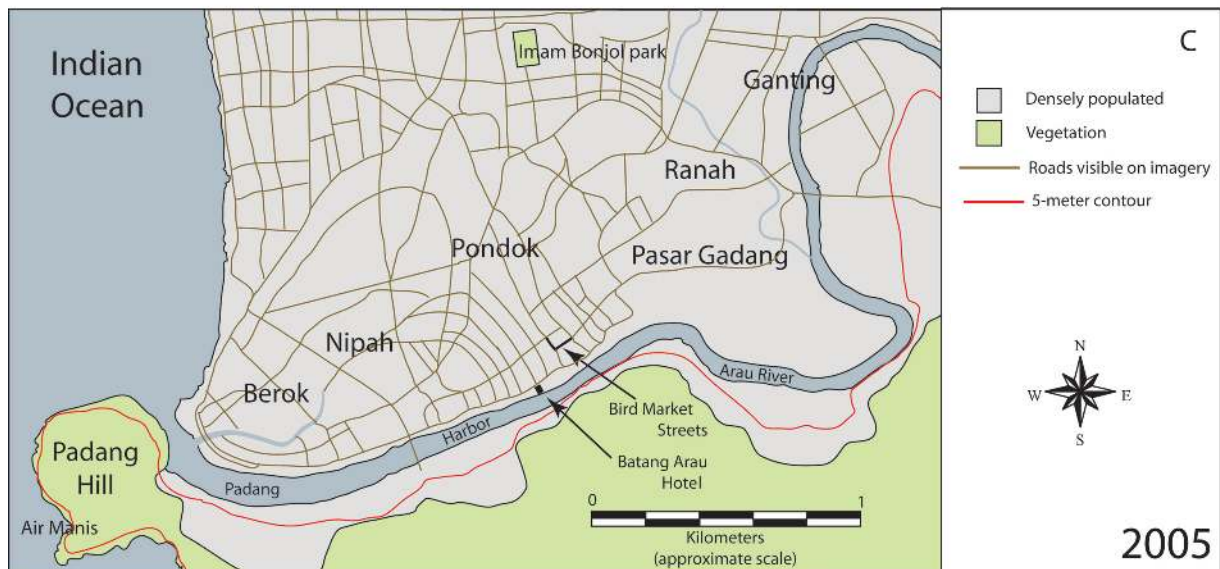 Indian
Ocean
Imam Bonjol park
Ganting
Ranah
Pondok
Pasar Gadang
Nipah
Berok
Arau River
Bird Market
Streets
Harbor
Batang Arau
Hotel
Padang
Padang
Hill
Air Manis
0
1
Kilometers
(approximate scale)
C
Densely populated
Vegetation
Roads visible on imagery
5-meter contour
N
W
E
S
2005